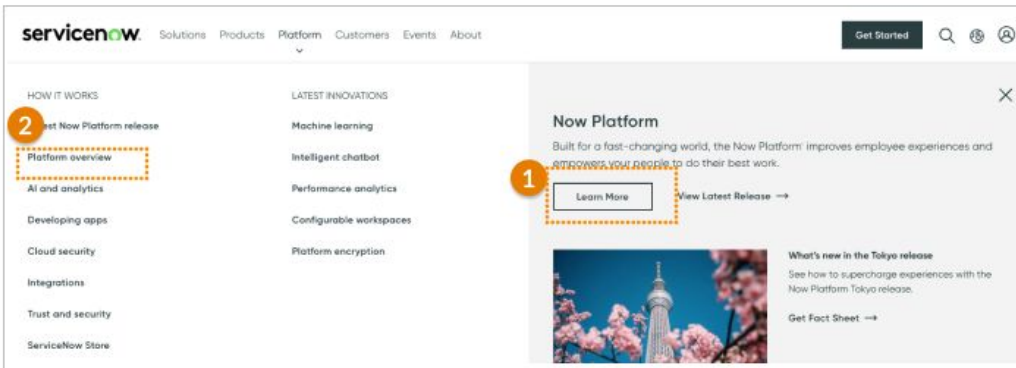 servicenow. Solutions Products Platform Customers Events About Get Started
HOW IT WORKS
2
est Now Platform release
Platform overview
AI and analytics
Developing apps
Cloud security
Integrations
Trust and security
ServiceNow Store
LATEST INNOVATIONS
Machine learning
Intelligent chatbot
Performance analytics
Configurable workspaces
Platform encryption
Now Platform
Built for a fast-changing world, the Now Platform improves employee experiences and
empowers your people to do their best work.
1
Learn More View Latest Release →
What's new in the Tokyo release
See how to supercharge experiences with the
Now Platform Tokyo release.
Get Fact Sheet →